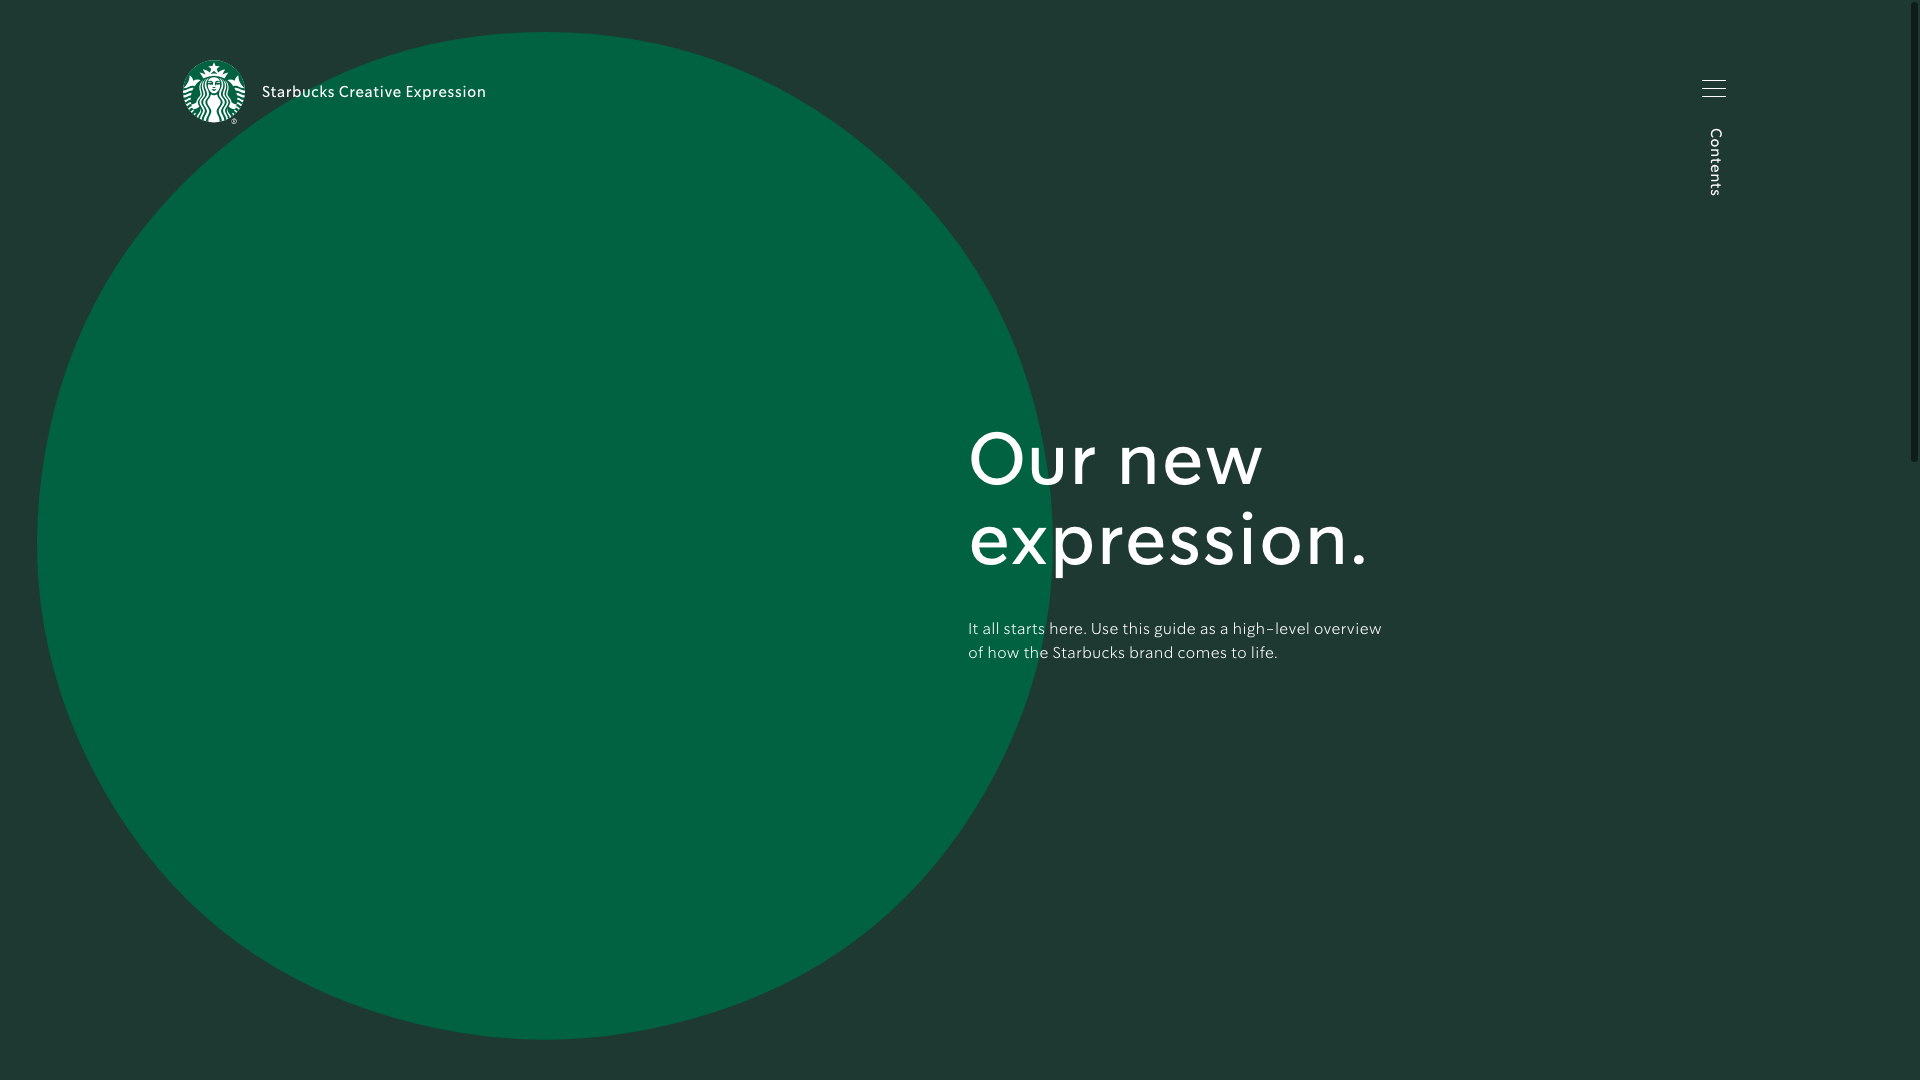 Starbucks Creative Expression
Contents
Our new
expression.
It all starts here. Use this guide as a high-level overview
of how the Starbucks brand comes to life.